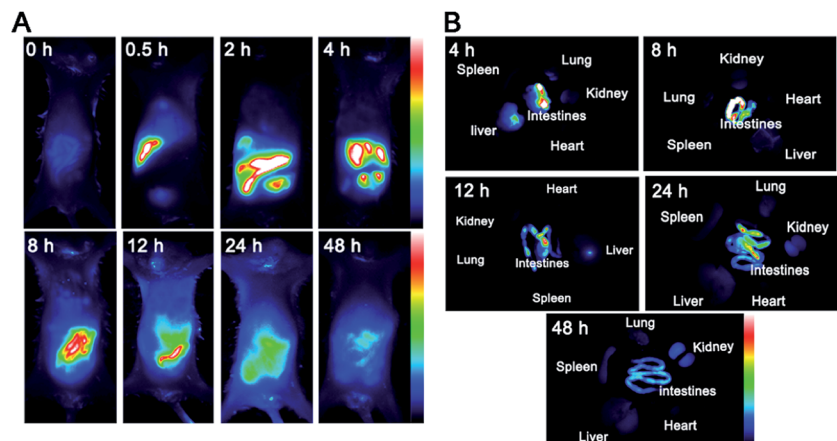 A
0 h
0.5 h
2 h
4 h
8 h
12 h
24 h
48 h
B
4 h
Spleen
Lung
Kidney
liver
Intestines
Heart
8 h
Kidney
Lung
Heart
Intestines
Spleen
Liver
12 h
Heart
Kidney
Lung
Intestines
Liver
Spleen
24 h
Lung
Spleen
Kidney
Intestines
Liver
Heart
48 h
Lung
Kidney
Spleen
intestines
Liver
Heart